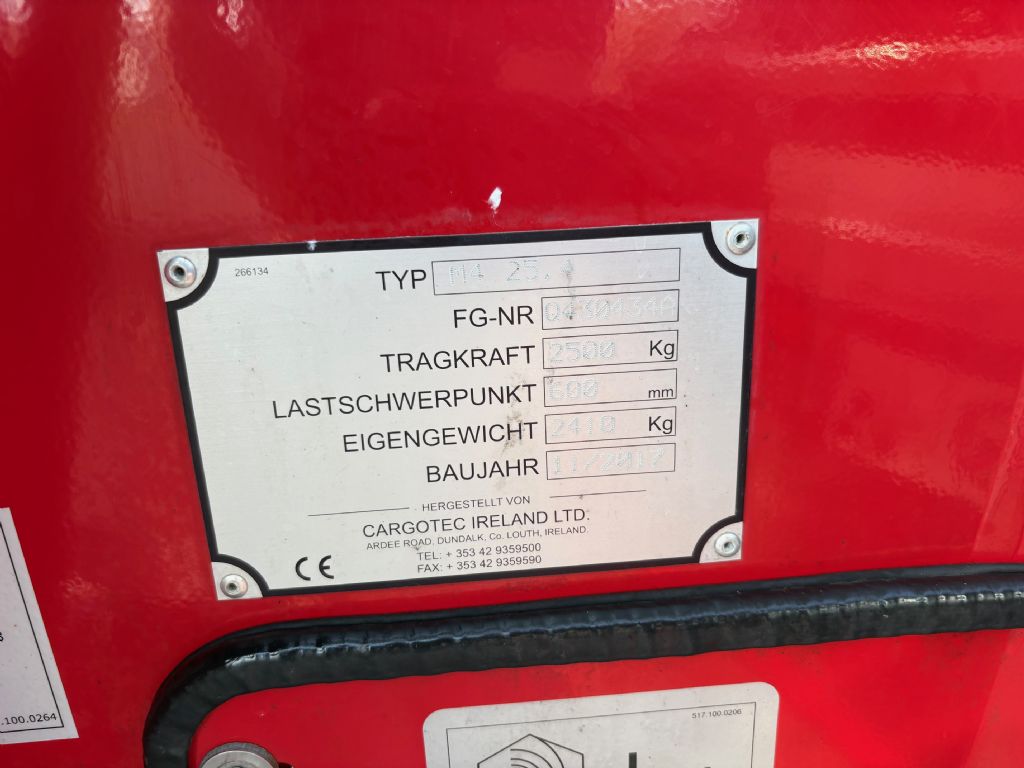 266134
TYP M4 25.4
FG-NR Q430434A
TRAGKRAFT 2500 Kg
LASTSCHWERPUNKT 600 mm
EIGENGEWICHT 2410 Kg
BAUJAHR 11/2017
HERGESTELLT VON
CARGOTEC IRELAND LTD.
ARDEE ROAD, DUNDALK, Co. LOUTH, IRELAND.
TEL: + 353 42 9359500
FAX: + 353 42 9359590
CE
.100.0264
517.100.0206